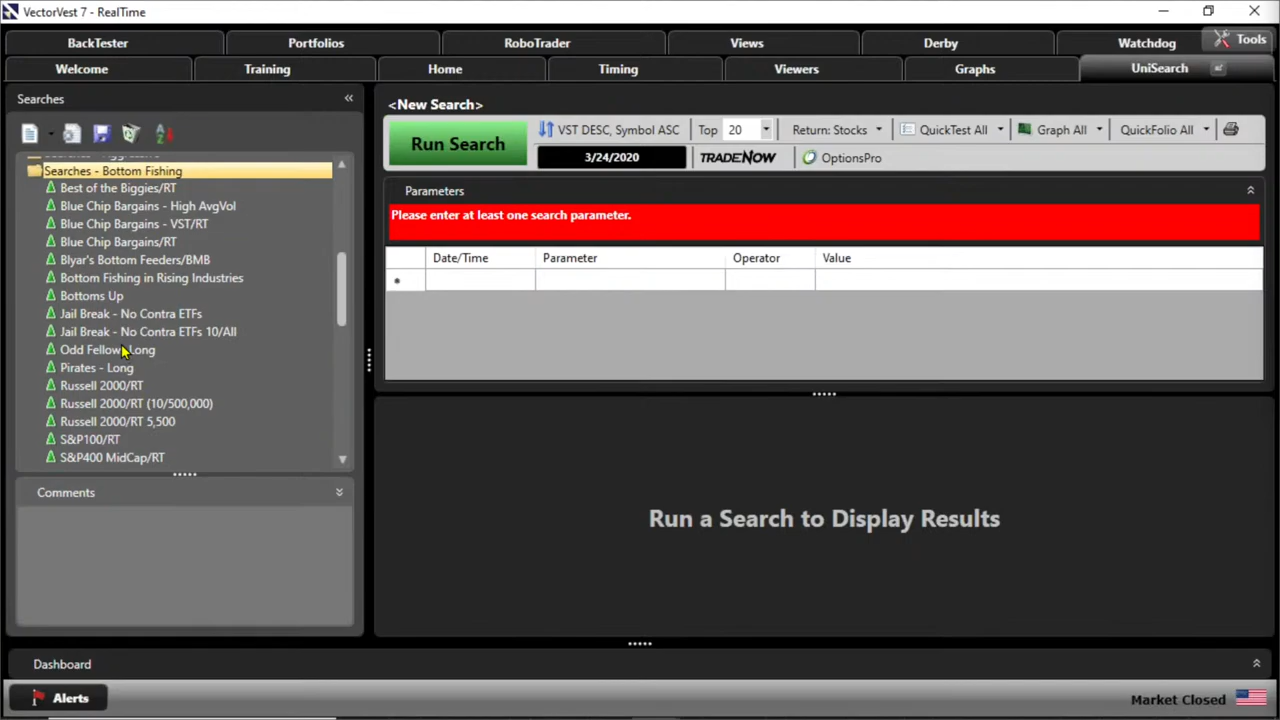 VectorVest 7 - RealTime
BackTester Portfolios RoboTrader Views Derby Watchdog Tools
Welcome Training Home Timing Viewers Graphs UniSearch
Searches
<New Search>
Run Search
VST DESC, Symbol ASC Top 20 Return: Stocks QuickTest All Graph All QuickFolio All
3/24/2020 TRADENOW OptionsPro
Searches - Bottom Fishing
Best of the Biggies/RT
Blue Chip Bargains - High AvgVol
Blue Chip Bargains - VST/RT
Blue Chip Bargains/RT
Blyar's Bottom Feeders/BMB
Bottom Fishing in Rising Industries
Bottoms Up
Jail Break - No Contra ETFs
Jail Break - No Contra ETFs 10/All
Odd Fellow Long
Pirates - Long
Russell 2000/RT
Russell 2000/RT (10/500,000)
Russell 2000/RT 5,500
S&P100/RT
S&P400 MidCap/RT
Parameters
Please enter at least one search parameter.
Date/Time Parameter Operator Value
Run a Search to Display Results
Comments
Dashboard
Alerts
Market Closed